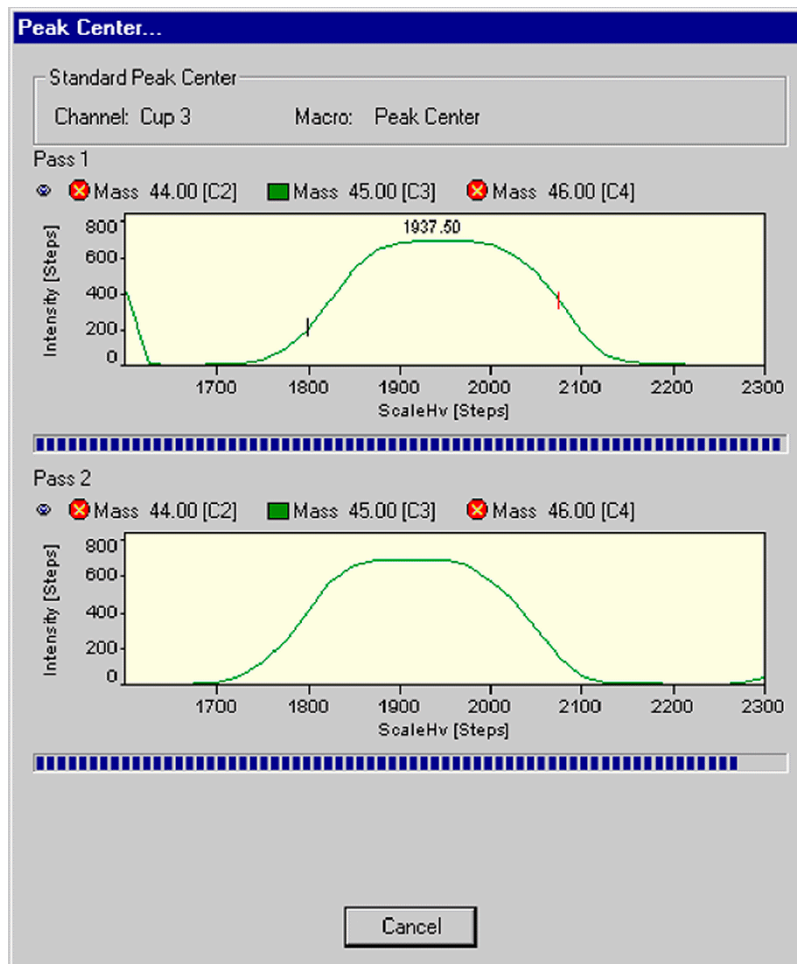 Peak Center...
Standard Peak Center
Channel: Cup 3 Macro: Peak Center
Pass 1
Mass 44.00 [C2] Mass 45.00 [C3] Mass 46.00 [C4]
Intensity [Steps]
800
600
400
200
0
1937.50
1700 1800 1900 2000 2100 2200 2300
ScaleHv [Steps]
Pass 2
Mass 44.00 [C2] Mass 45.00 [C3] Mass 46.00 [C4]
Intensity [Steps]
800
600
400
200
0
1700 1800 1900 2000 2100 2200 2300
ScaleHv [Steps]
Cancel